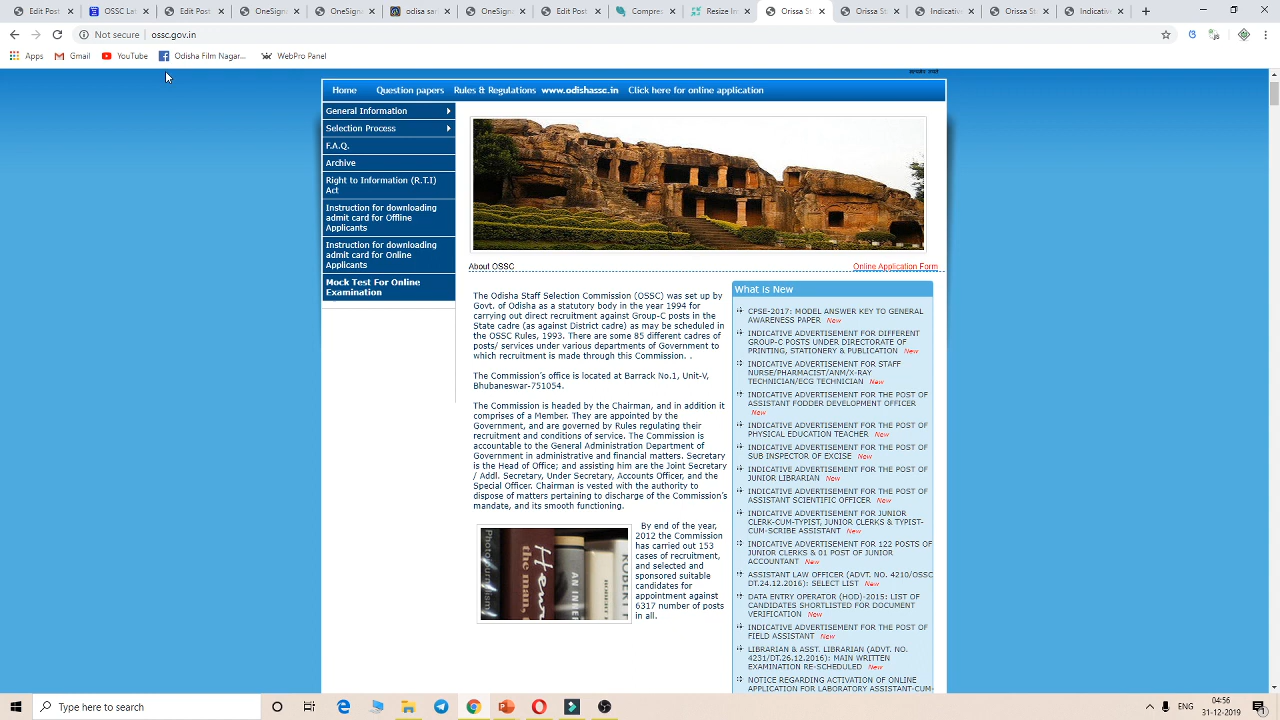 Edit Post
OSSC La
Edit Post
OneSign
odia sar
OneSign
Edit Post
Compre
Indicativ
Orissa St
Orissa St
Indicative
Orissa St
Indicativ
Not secure
ossc.gov.in
Apps
Gmail
YouTube
Odisha Film Nagar...
WebPro Panel
Home
Question papers
Rules & Regulations
www.odishassc.in
Click here for online application
General Information
Selection Process
F.A.Q.
Archive
Right to Information (R.T.I)
Act
Instruction for downloading
admit card for Offline
Applicants
Instruction for downloading
admit card for Online
Applicants
Mock Test For Online
Examination
About OSSC
Online Application Form
The Odisha Staff Selection Commission (OSSC) was set up by
Govt. of Odisha as a statutory body in the year 1994 for
carrying out direct recruitment against Group-C posts in the
State cadre (as against District cadre) as may be scheduled in
the OSSC Rules, 1993. There are some 85 different cadres of
posts/ services under various departments of Government to
which recruitment is made through this Commission. .
The Commission's office is located at Barrack No.1, Unit-V,
Bhubaneswar-751054.
The Commission is headed by the Chairman, and in addition it
comprises of a Member. They are appointed by the
Government, and are governed by Rules regulating their
recruitment and conditions of service. The Commission is
accountable to the General Administration Department of
Government in administrative and financial matters. Secretary
is the Head of Office; and assisting him are the Joint Secretary
/ Addl. Secretary, Under Secretary, Accounts Officer, and the
Special Officer. Chairman is vested with the authority to
dispose of matters pertaining to discharge of the Commission's
mandate, and its smooth functioning.
By end of the year,
2012 the Commission
has carried out 153
cases of recruitment,
and selected and
sponsored suitable
candidates for
appointment against
6317 number of posts
in all.
Photojournalism
the man,
What Is New
CPSE-2017: MODEL ANSWER KEY TO GENERAL
AWARENESS PAPER New
INDICATIVE ADVERTISEMENT FOR DIFFERENT
GROUP-C POSTS UNDER DIRECTORATE OF
PRINTING, STATIONERY & PUBLICATION New
INDICATIVE ADVERTISEMENT FOR STAFF
NURSE/PHARMACIST/ANM/X-RAY
TECHNICIAN/ECG TECHNICIAN New
INDICATIVE ADVERTISEMENT FOR THE POST OF
ASSISTANT FODDER DEVELOPMENT OFFICER
New
INDICATIVE ADVERTISEMENT FOR THE POST OF
PHYSICAL EDUCATION TEACHER New
INDICATIVE ADVERTISEMENT FOR THE POST OF
SUB INSPECTOR OF EXCISE New
INDICATIVE ADVERTISEMENT FOR THE POST OF
JUNIOR LIBRARIAN New
INDICATIVE ADVERTISEMENT FOR THE POST OF
ASSISTANT SCIENTIFIC OFFICER New
INDICATIVE ADVERTISEMENT FOR JUNIOR
CLERK-CUM-TYPIST, JUNIOR CLERKS & TYPIST-
CUM-SCRIBE ASSISTANT New
INDICATIVE ADVERTISEMENT FOR 122 POSTS OF
JUNIOR CLERKS & 01 POST OF JUNIOR
ACCOUNTANT New
ASSISTANT LAW OFFICER (ADVT. NO. 4210/OSSC
DT.24.12.2016): SELECT LIST New
DATA ENTRY OPERATOR (HOD)-2015: LIST OF
CANDIDATES SHORTLISTED FOR DOCUMENT
VERIFICATION New
INDICATIVE ADVERTISEMENT FOR THE POST OF
FIELD ASSISTANT New
LIBRARIAN & ASST. LIBRARIAN (ADVT. NO.
4231/DT.26.12.2016): MAIN WRITTEN
EXAMINATION RE-SCHEDULED New
NOTICE REGARDING ACTIVATION OF ONLINE
APPLICATION FOR LABORATORY ASSISTANT-CUM-
Type here to search
ENG
04:56
31-12-2019